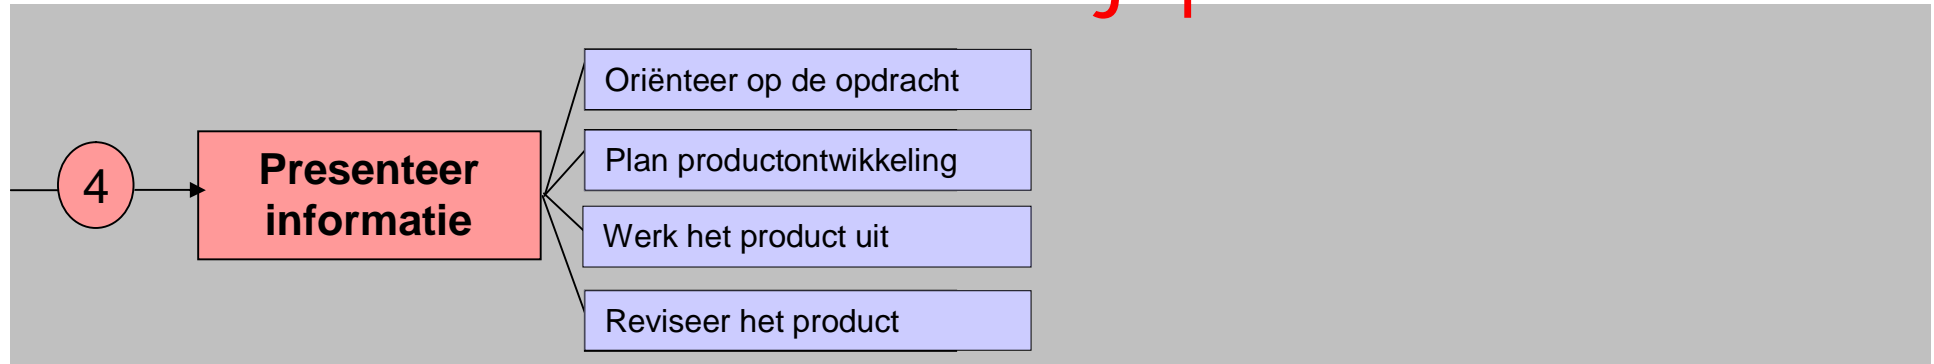 4
Presenteer
informatie
Oriënteer op de opdracht
Plan productontwikkeling
Werk het product uit
Reviseer het product